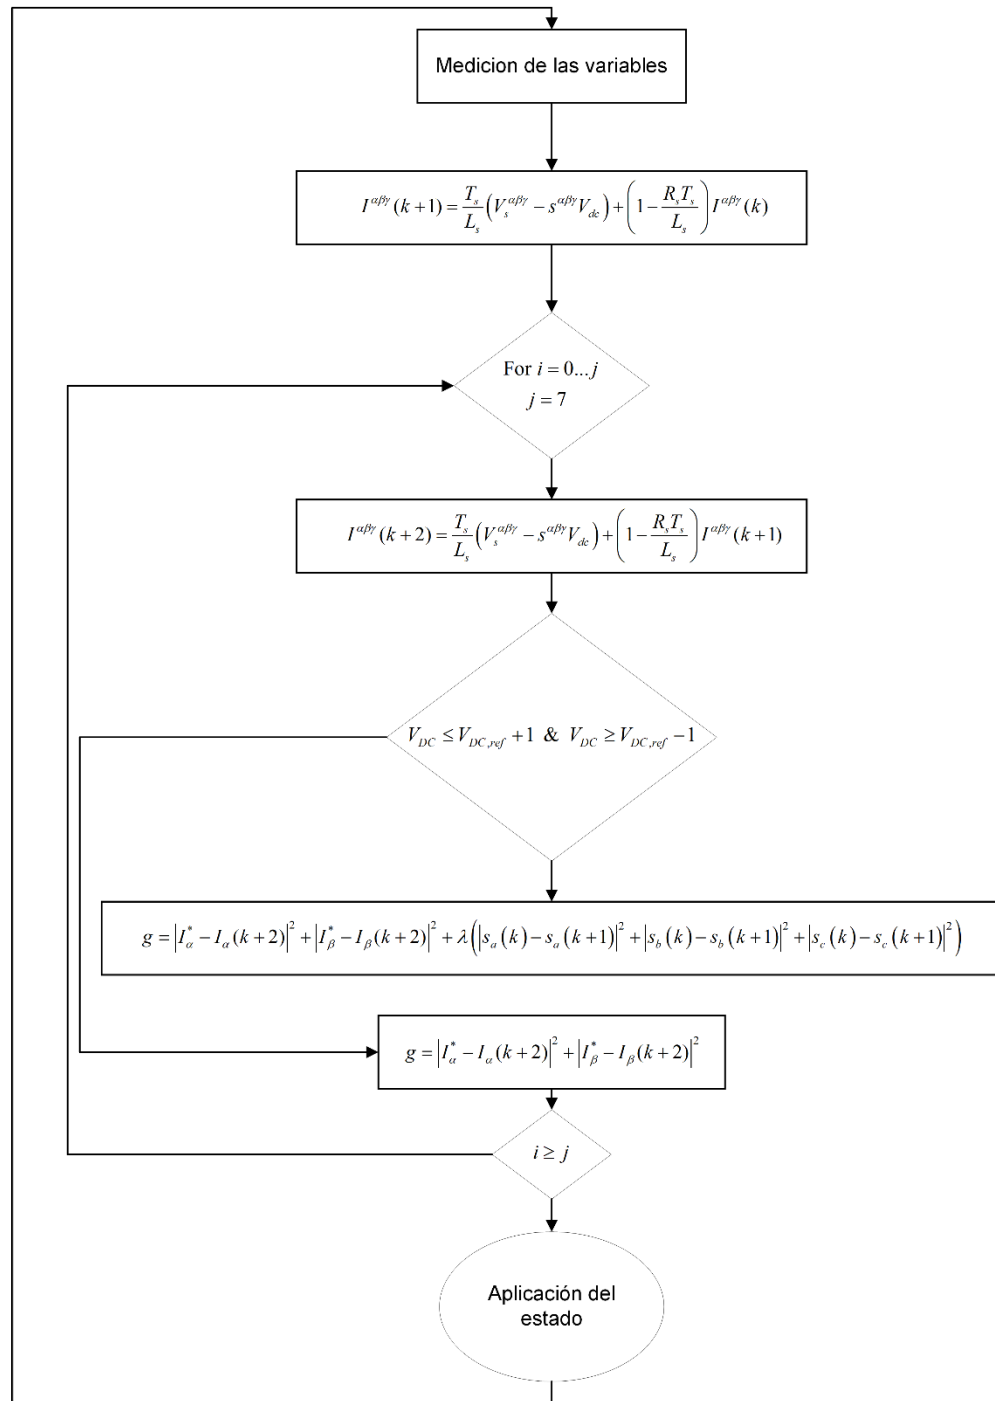 Medicion de las variables
I^{αβγ}(k+1) = \frac{T_s}{L_s}(V_s^{αβγ} − s^{αβγ}V_{dc}) + (1 − \frac{R_sT_s}{L_s})I^{αβγ}(k)
For i = 0...j
j = 7
I^{αβγ}(k+2) = \frac{T_s}{L_s}(V_s^{αβγ} − s^{αβγ}V_{dc}) + (1 − \frac{R_sT_s}{L_s})I^{αβγ}(k+1)
V_{DC} ≤ V_{DC,ref} + 1 & V_{DC} ≥ V_{DC,ref} − 1
g = |I_α^* − I_α(k+2)|^2 + |I_β^* − I_β(k+2)|^2 + λ(|s_a(k) − s_a(k+1)|^2 + |s_b(k) − s_b(k+1)|^2 + |s_c(k) − s_c(k+1)|^2)
g = |I_α^* − I_α(k+2)|^2 + |I_β^* − I_β(k+2)|^2
i ≥ j
Aplicación del
estado